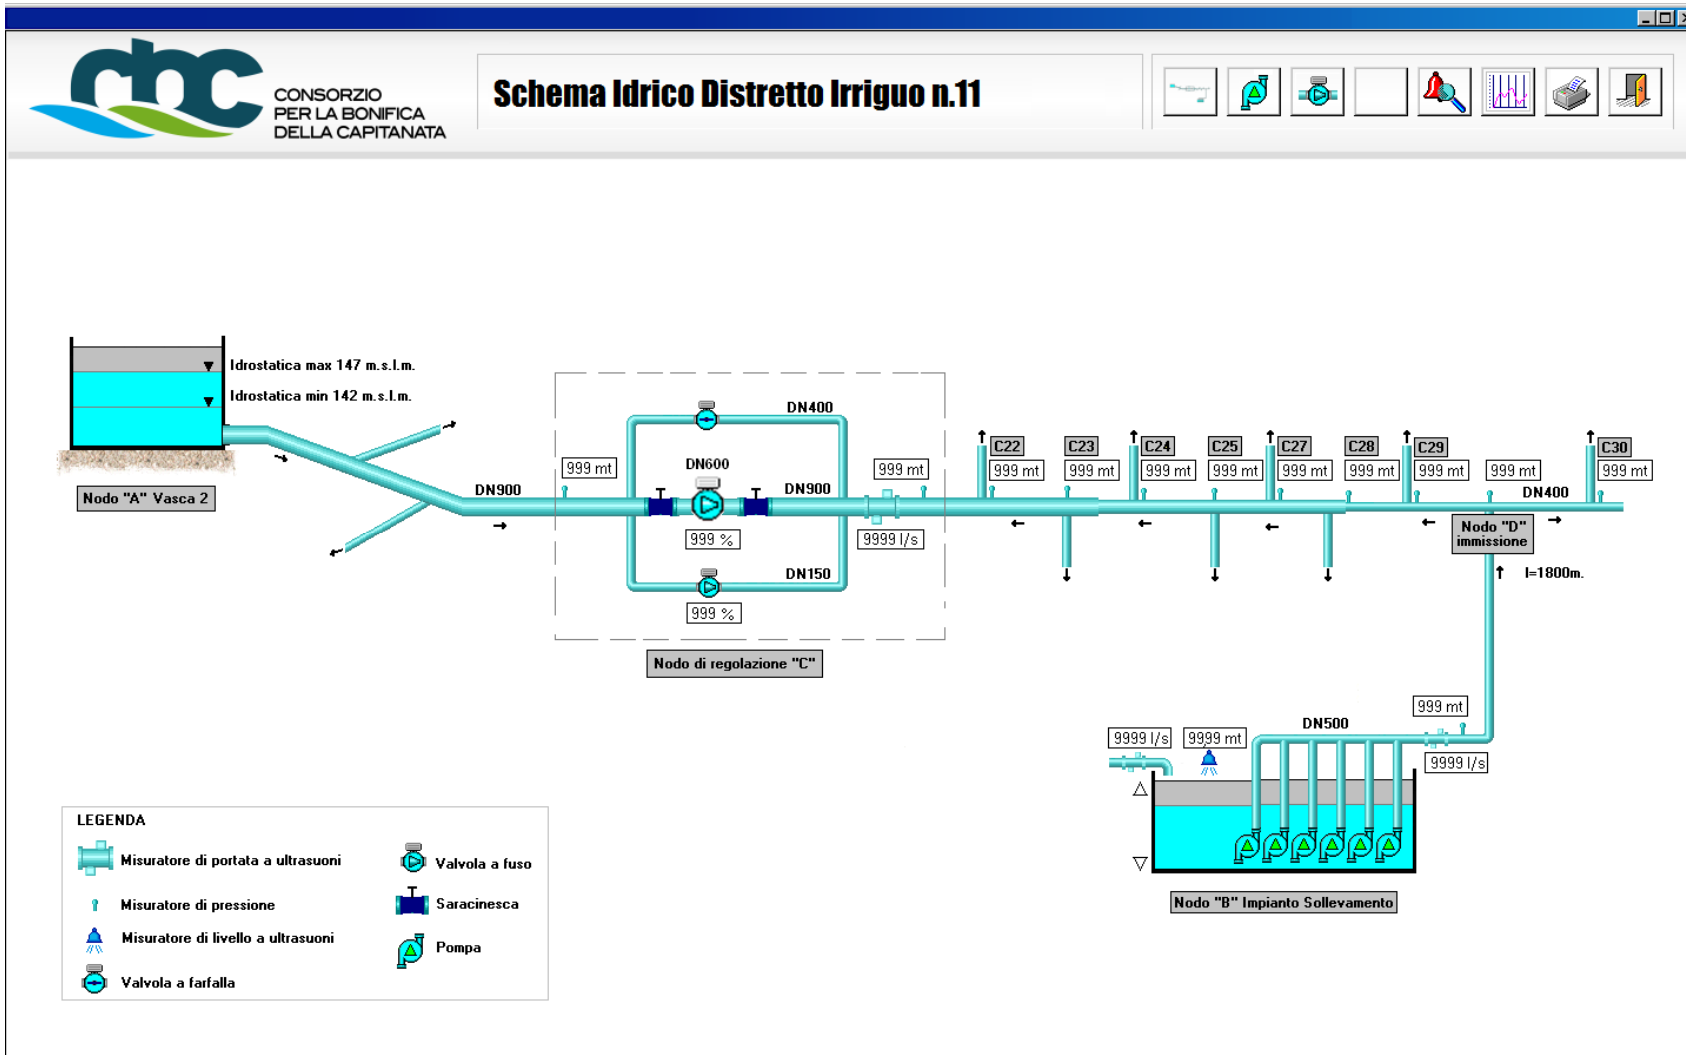 CONSORZIO
PER LA BONIFICA
DELLA CAPITANATA
Schema Idrico Distretto Irriguo n.11
Idrostatica max 147 m.s.l.m.
Idrostatica min 142 m.s.l.m.
Nodo "A" Vasca 2
DN900
999 mt
DN400
DN600
DN900
999 %
DN150
999 %
999 mt
9999 l/s
Nodo di regolazione "C"
C22
999 mt
C23
999 mt
C24
999 mt
C25
999 mt
C27
999 mt
C28
999 mt
C29
999 mt
999 mt
C30
999 mt
DN400
Nodo "D"
immissione
l=1800m.
999 mt
DN500
9999 l/s
9999 mt
9999 l/s
Nodo "B" Impianto Sollevamento
LEGENDA
Misuratore di portata a ultrasuoni
Misuratore di pressione
Misuratore di livello a ultrasuoni
Valvola a farfalla
Valvola a fuso
Saracinesca
Pompa